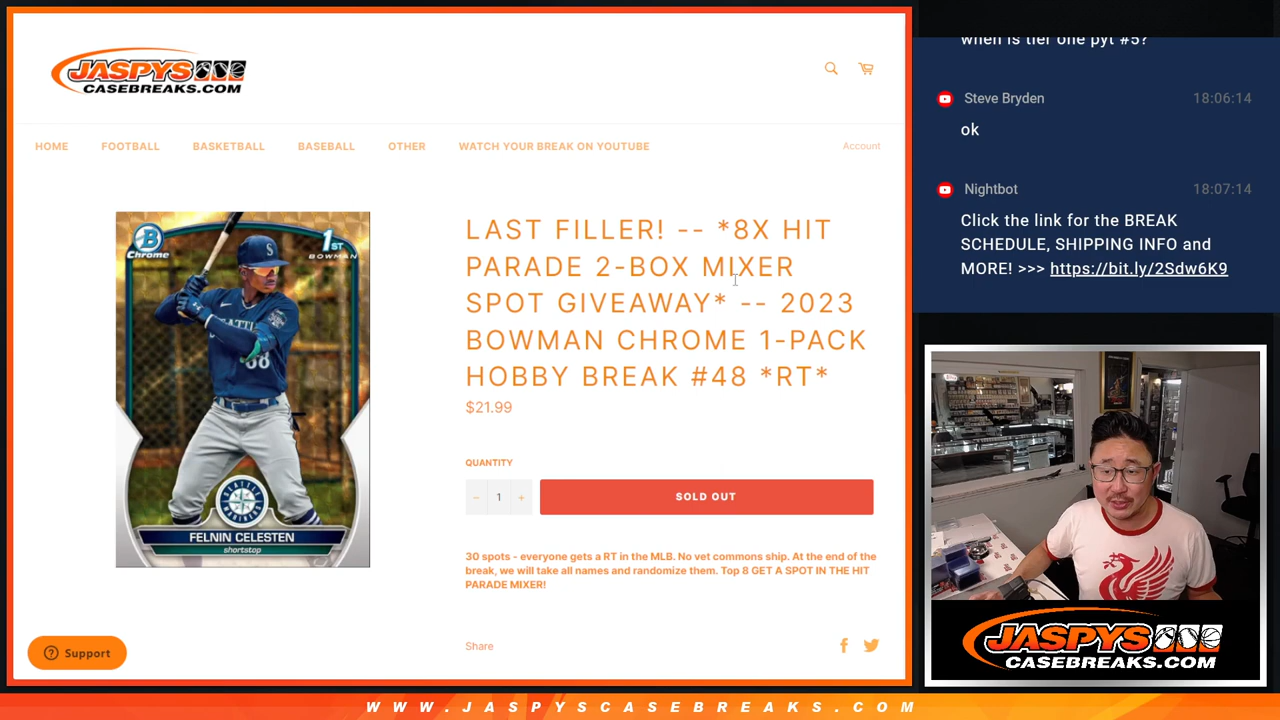 JASPYS
CASEBREAKS.COM
HOME FOOTBALL BASKETBALL BASEBALL OTHER WATCH YOUR BREAK ON YOUTUBE Account
B
Chrome
1ST
BOWMAN
SEATTLE
68
SEATTLE
MARINERS
FELNIN CELESTEN
shortstop
LAST FILLER! -- *8X HIT
PARADE 2-BOX MIXER
SPOT GIVEAWAY* -- 2023
BOWMAN CHROME 1-PACK
HOBBY BREAK #48 *RT*
$21.99
QUANTITY
− 1 + SOLD OUT
30 spots - everyone gets a RT in the MLB. No vet commons ship. At the end of the
break, we will take all names and randomize them. Top 8 GET A SPOT IN THE HIT
PARADE MIXER!
Share
Support
when is tier one pyt #5?
Steve Bryden 18:06:14
ok
Nightbot 18:07:14
Click the link for the BREAK
SCHEDULE, SHIPPING INFO and
MORE! >>> https://bit.ly/2Sdw6K9
JASPYS
CASEBREAKS.COM
WWW.JASPYSCASEBREAKS.COM